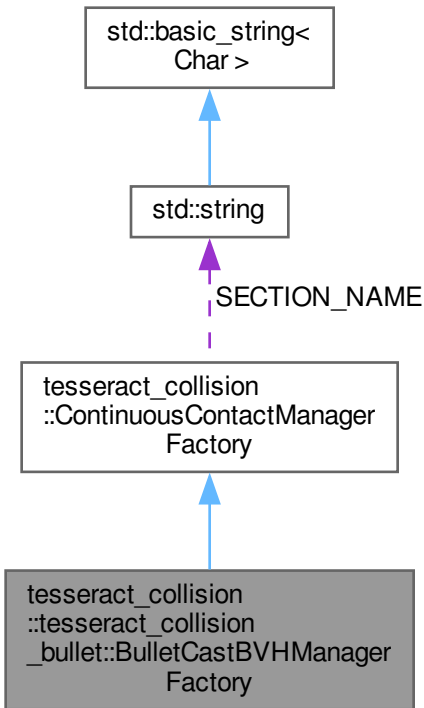 std::basic_string<
Char >
std::string
SECTION_NAME
tesseract_collision
::ContinuousContactManager
Factory
tesseract_collision
::tesseract_collision
_bullet::BulletCastBVHManager
Factory